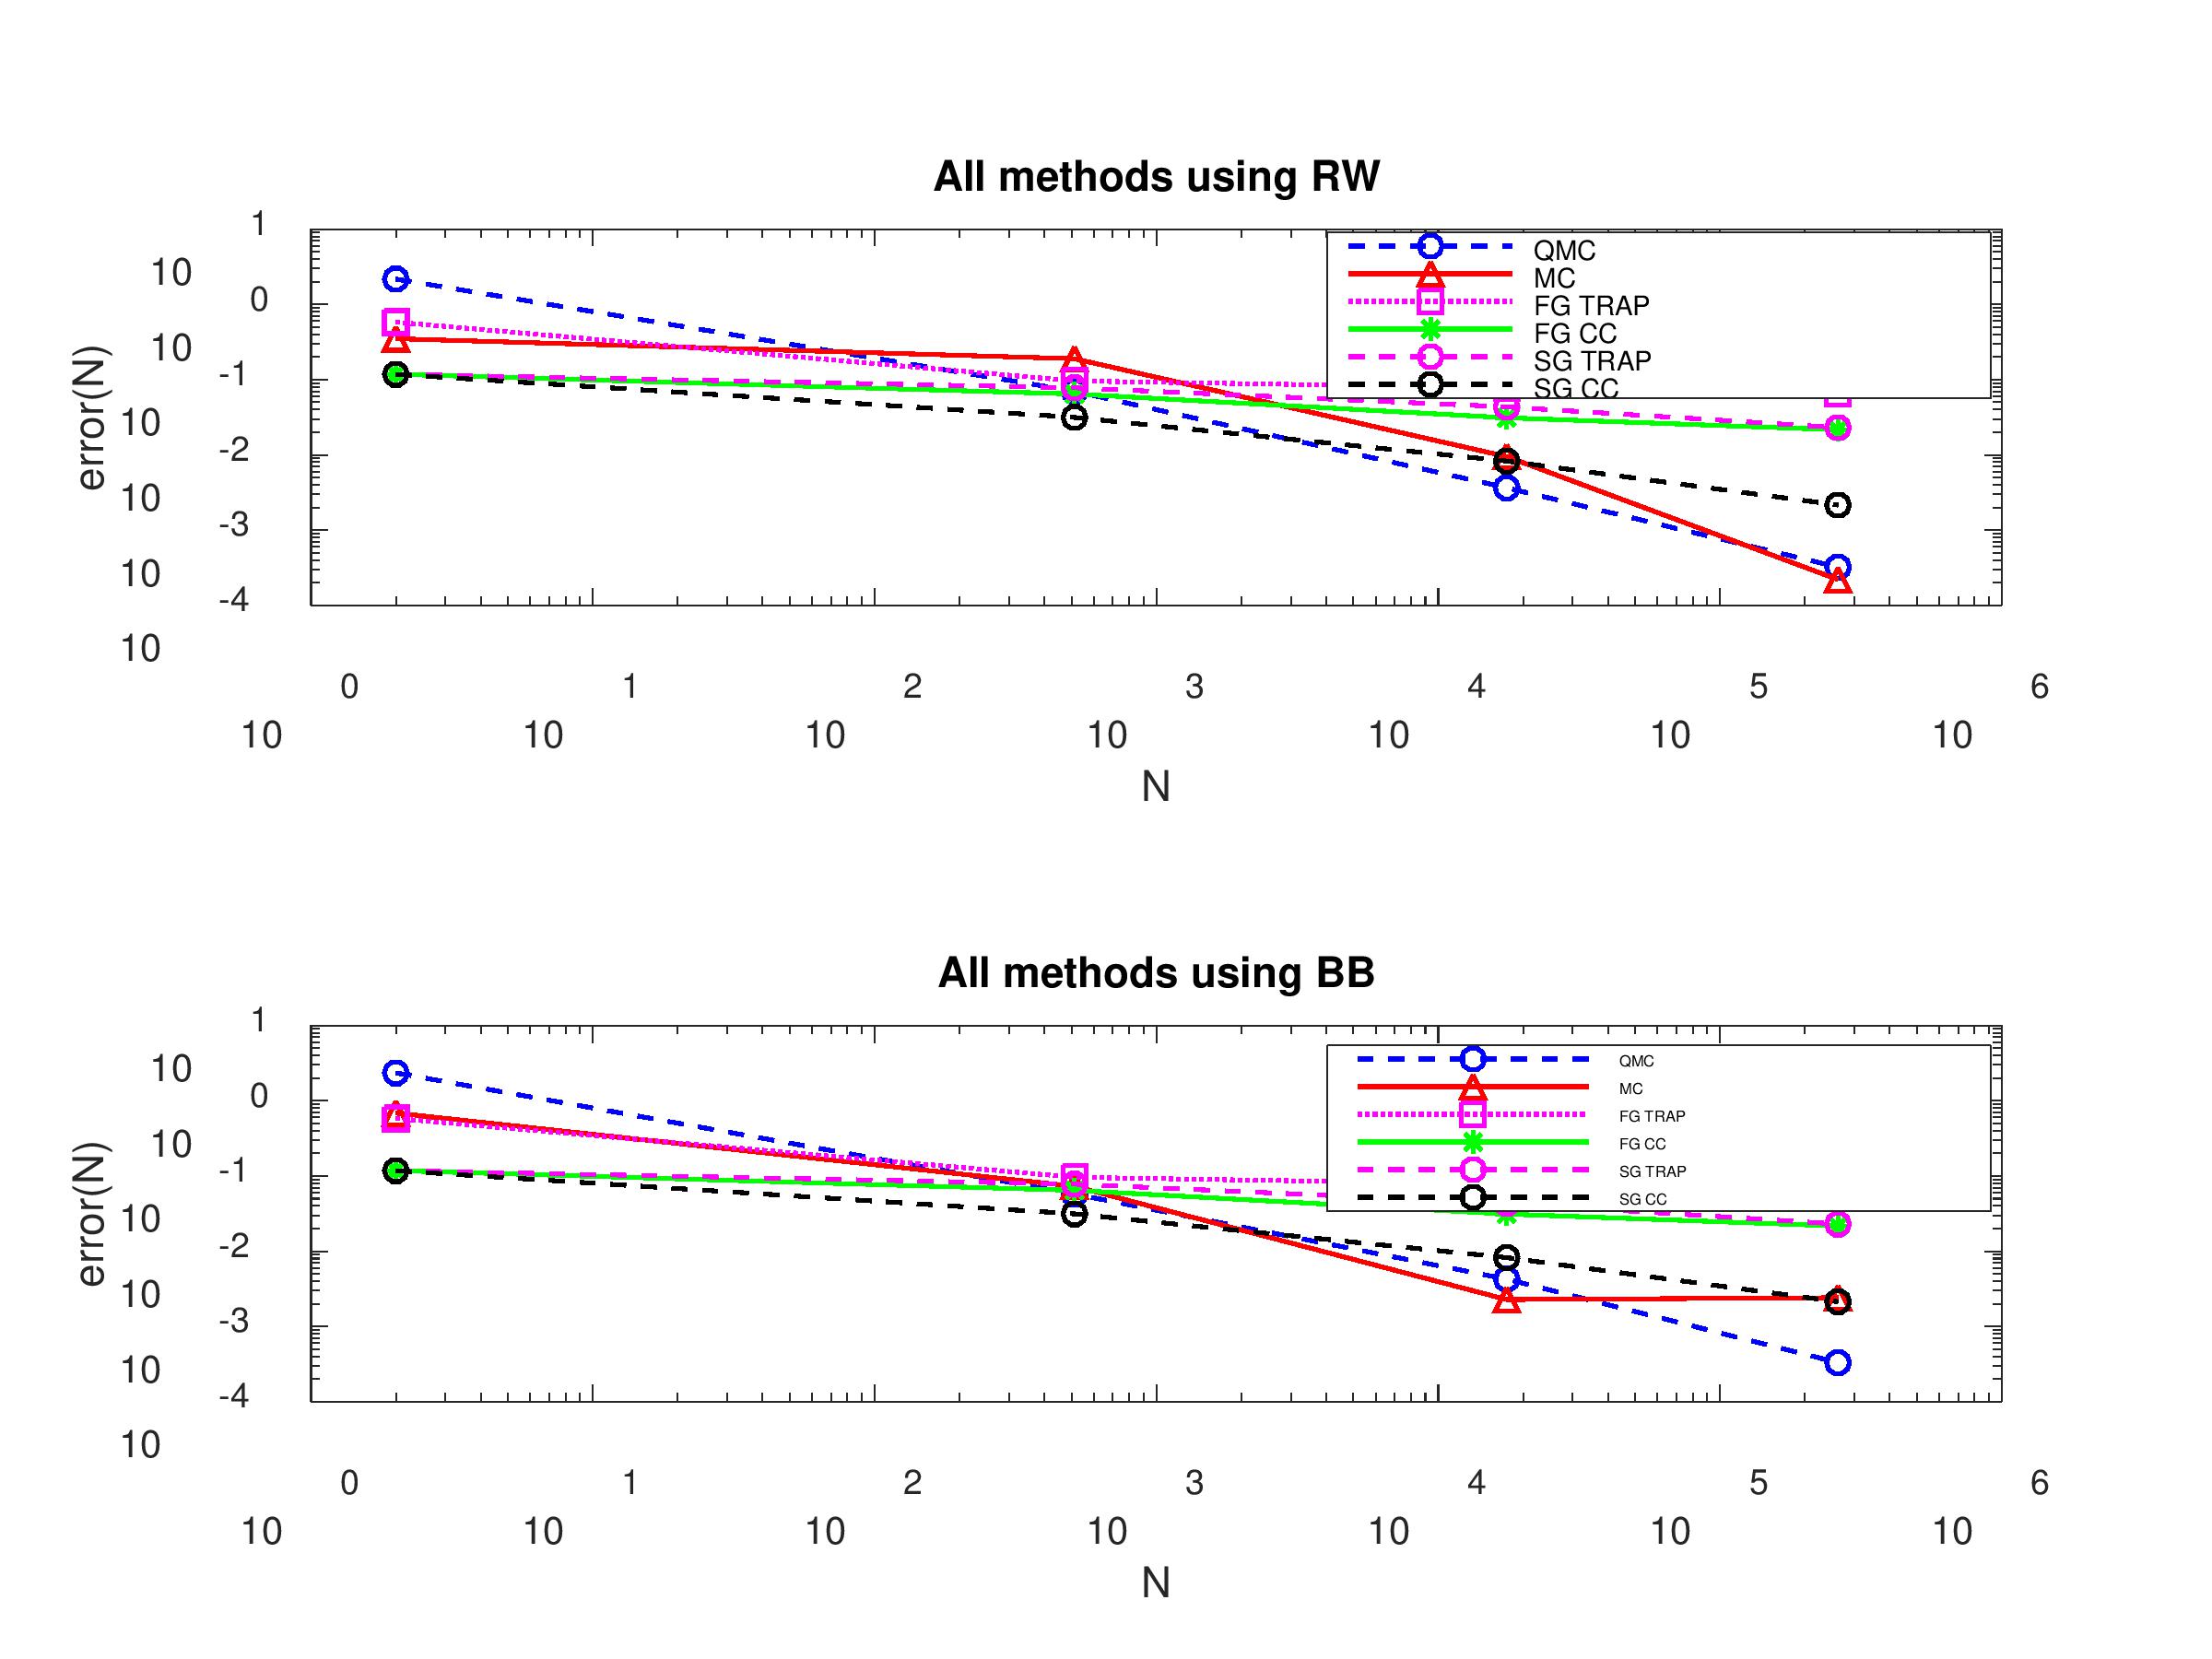 All methods using RW
10^1
10^0
10^-1
10^-2
10^-3
10^-4
error(N)
QMC
MC
FG TRAP
FG CC
SG TRAP
SG CC
10^0 10^1 10^2 10^3 10^4 10^5 10^6
N
All methods using BB
10^1
10^0
10^-1
10^-2
10^-3
10^-4
error(N)
QMC
MC
FG TRAP
FG CC
SG TRAP
SG CC
10^0 10^1 10^2 10^3 10^4 10^5 10^6
N